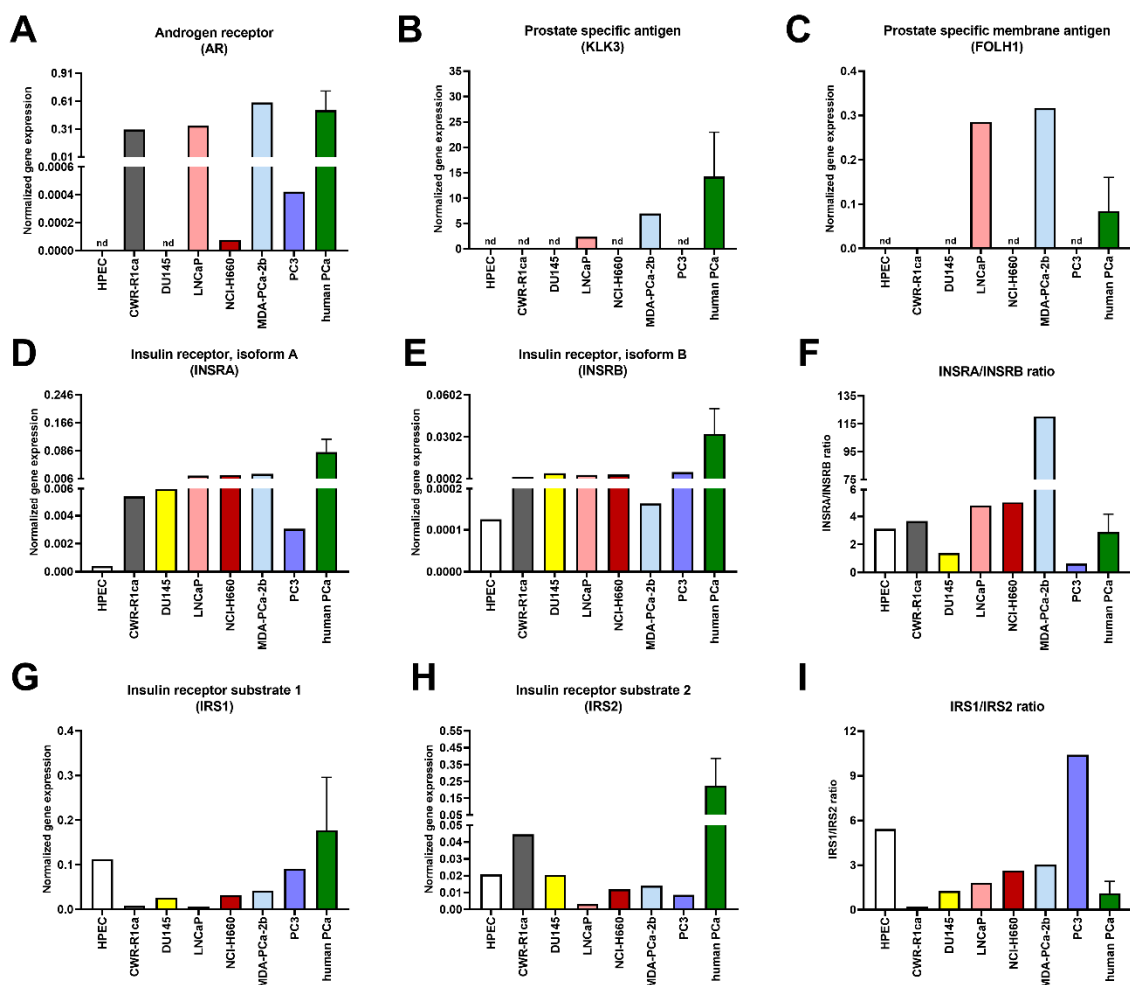 A
Androgen receptor
(AR)
Normalized gene expression
0.91
0.61
0.31
0.01
0.0006
0.0004
0.0002
0.0000
nd
nd
HPEC
CWR-R1ca
DU145
LNCaP
NCI-H660
MDA-PCa-2b
PC3
human PCa
B
Prostate specific antigen
(KLK3)
Normalized gene expression
35
30
25
20
15
10
5
0
nd
nd
nd
nd
nd
HPEC
CWR-R1ca
DU145
LNCaP
NCI-H660
MDA-PCa-2b
PC3
human PCa
C
Prostate specific membrane antigen
(FOLH1)
Normalized gene expression
0.4
0.3
0.2
0.1
0.0
nd
nd
nd
nd
HPEC
CWR-R1ca
DU145
LNCaP
NCI-H660
MDA-PCa-2b
PC3
human PCa
D
Insulin receptor, isoform A
(INSRA)
Normalized gene expression
0.246
0.166
0.086
0.006
0.006
0.004
0.002
0.000
HPEC
CWR-R1ca
DU145
LNCaP
NCI-H660
MDA-PCa-2b
PC3
human PCa
E
Insulin receptor, isoform B
(INSRB)
Normalized gene expression
0.0602
0.0302
0.0002
0.0002
0.0001
0.0000
HPEC
CWR-R1ca
DU145
LNCaP
NCI-H660
MDA-PCa-2b
PC3
human PCa
F
INSRA/INSRB ratio
INSRA/INSRB ratio
135
95
75
6
4
2
0
HPEC
CWR-R1ca
DU145
LNCaP
NCI-H660
MDA-PCa-2b
PC3
human PCa
G
Insulin receptor substrate 1
(IRS1)
Normalized gene expression
0.4
0.3
0.2
0.1
0.0
HPEC
CWR-R1ca
DU145
LNCaP
NCI-H660
MDA-PCa-2b
PC3
human PCa
H
Insulin receptor substrate 2
(IRS2)
Normalized gene expression
0.55
0.45
0.35
0.25
0.15
0.05
0.05
0.04
0.03
0.02
0.01
0.00
HPEC
CWR-R1ca
DU145
LNCaP
NCI-H660
MDA-PCa-2b
PC3
human PCa
I
IRS1/IRS2 ratio
IRS1/IRS2 ratio
12
9
6
3
0
HPEC
CWR-R1ca
DU145
LNCaP
NCI-H660
MDA-PCa-2b
PC3
human PCa